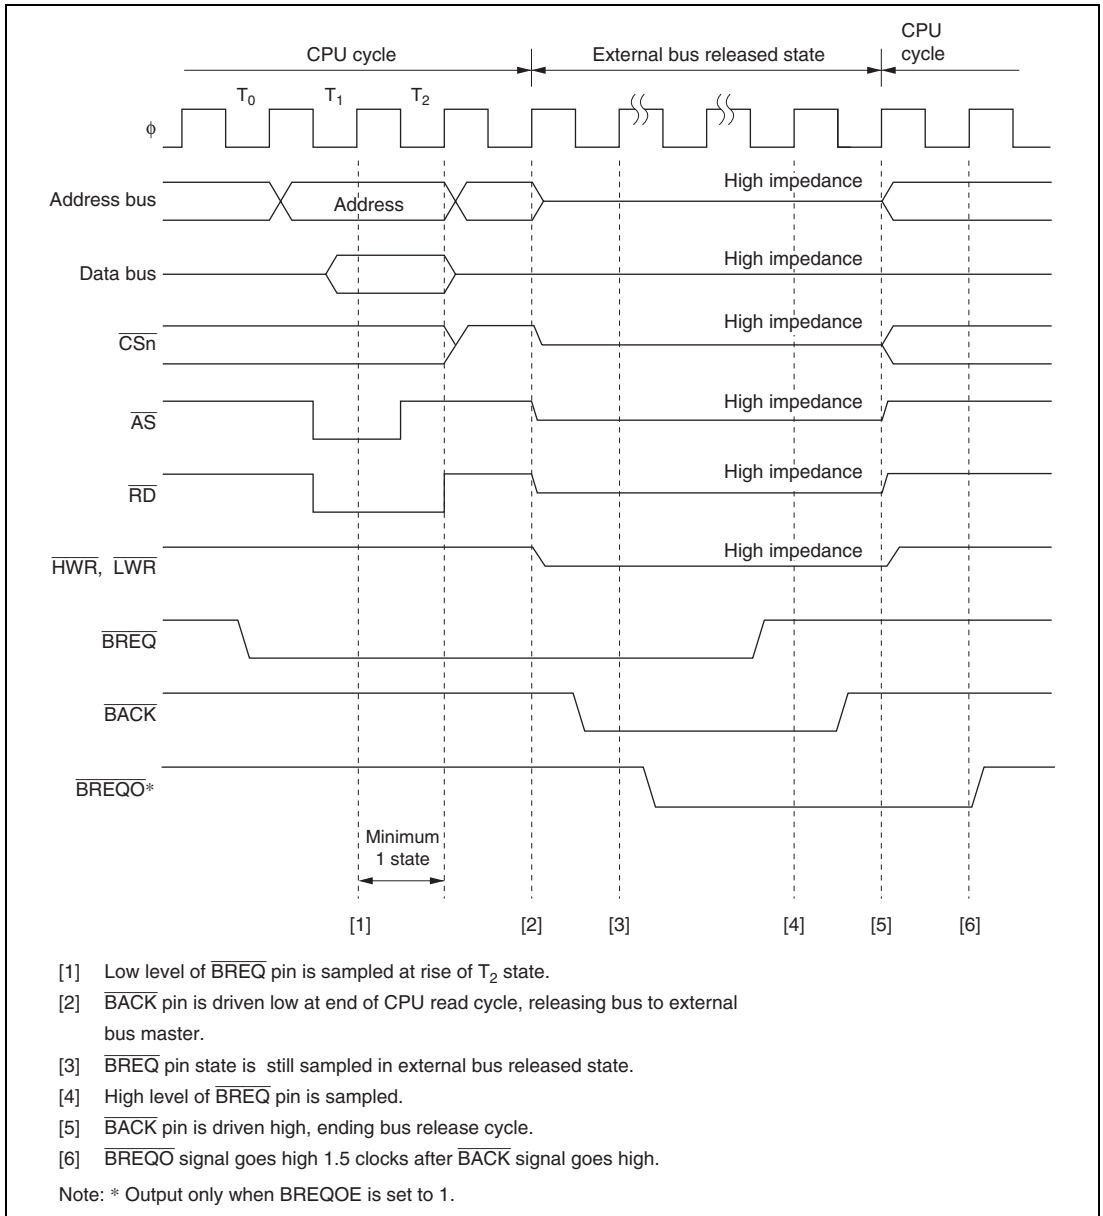 CPU cycle
External bus released state
CPU
cycle
T0
T1
T2
ϕ
Address bus
Address
High impedance
Data bus
High impedance
CSn
High impedance
AS
High impedance
RD
High impedance
HWR, LWR
High impedance
BREQ
BACK
BREQO*
Minimum
1 state
[1]
[2]
[3]
[4]
[5]
[6]
[1] Low level of BREQ pin is sampled at rise of T2 state.
[2] BACK pin is driven low at end of CPU read cycle, releasing bus to external
bus master.
[3] BREQ pin state is still sampled in external bus released state.
[4] High level of BREQ pin is sampled.
[5] BACK pin is driven high, ending bus release cycle.
[6] BREQO signal goes high 1.5 clocks after BACK signal goes high.
Note: * Output only when BREQOE is set to 1.